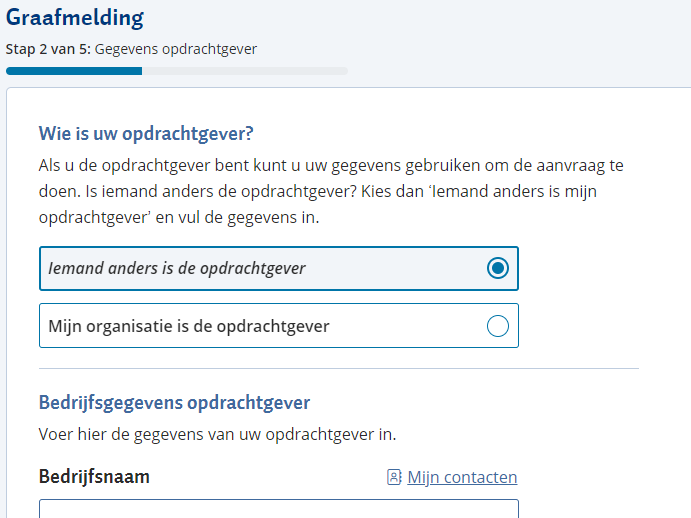 Graafmelding
Stap 2 van 5: Gegevens opdrachtgever
Wie is uw opdrachtgever?
Als u de opdrachtgever bent kunt u uw gegevens gebruiken om de aanvraag te
doen. Is iemand anders de opdrachtgever? Kies dan ‘Iemand anders is mijn
opdrachtgever’ en vul de gegevens in.
Iemand anders is de opdrachtgever
Mijn organisatie is de opdrachtgever
Bedrijfsgegevens opdrachtgever
Voer hier de gegevens van uw opdrachtgever in.
Bedrijfsnaam Mijn contacten